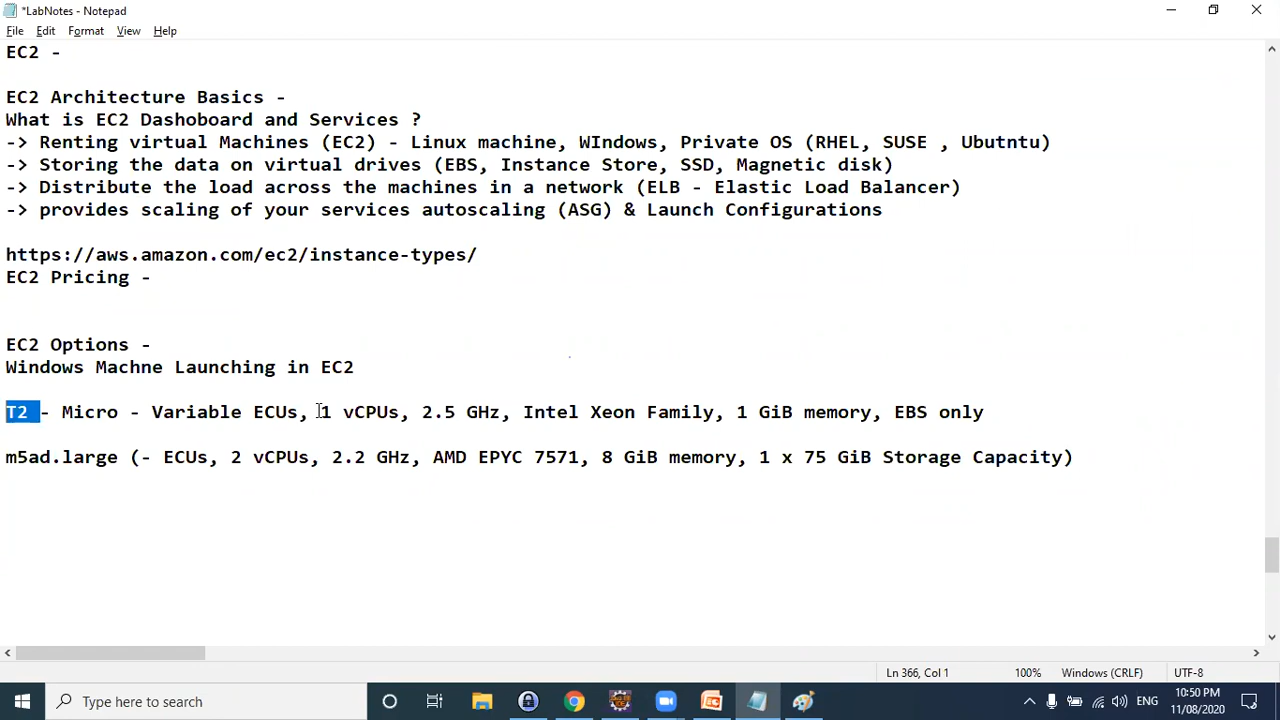 *LabNotes - Notepad
File Edit Format View Help
EC2 -
EC2 Architecture Basics -
What is EC2 Dashoboard and Services ?
-> Renting virtual Machines (EC2) - Linux machine, WIndows, Private OS (RHEL, SUSE , Ubutntu)
-> Storing the data on virtual drives (EBS, Instance Store, SSD, Magnetic disk)
-> Distribute the load across the machines in a network (ELB - Elastic Load Balancer)
-> provides scaling of your services autoscaling (ASG) & Launch Configurations
https://aws.amazon.com/ec2/instance-types/
EC2 Pricing -
EC2 Options -
Windows Machne Launching in EC2
T2 - Micro - Variable ECUs, 1 vCPUs, 2.5 GHz, Intel Xeon Family, 1 GiB memory, EBS only
m5ad.large (- ECUs, 2 vCPUs, 2.2 GHz, AMD EPYC 7571, 8 GiB memory, 1 x 75 GiB Storage Capacity)
Ln 366, Col 1 100% Windows (CRLF) UTF-8
Type here to search
ENG
10:50 PM
11/08/2020